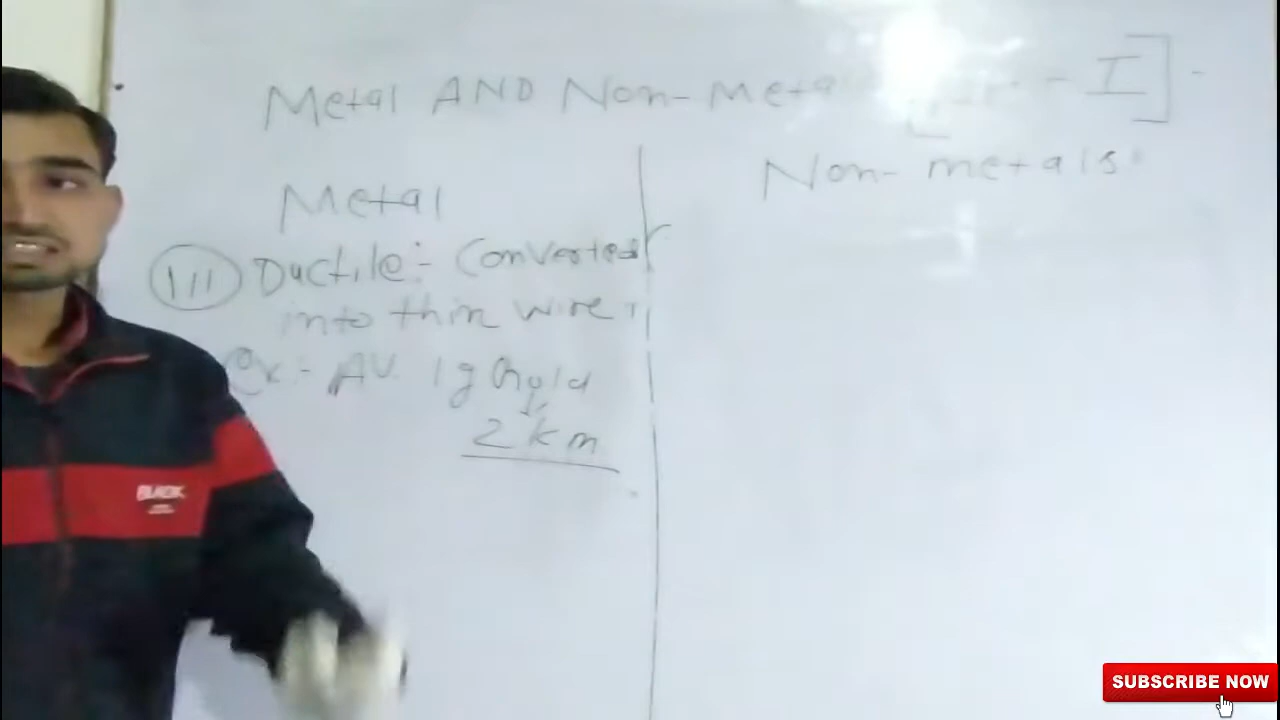 Metal AND Non-Meta I]
Metal
Non-metals
III Ductile:- Converted
into thin wire
Ex:- AU 1g Gold
2 km
BLACK
SUBSCRIBE NOW